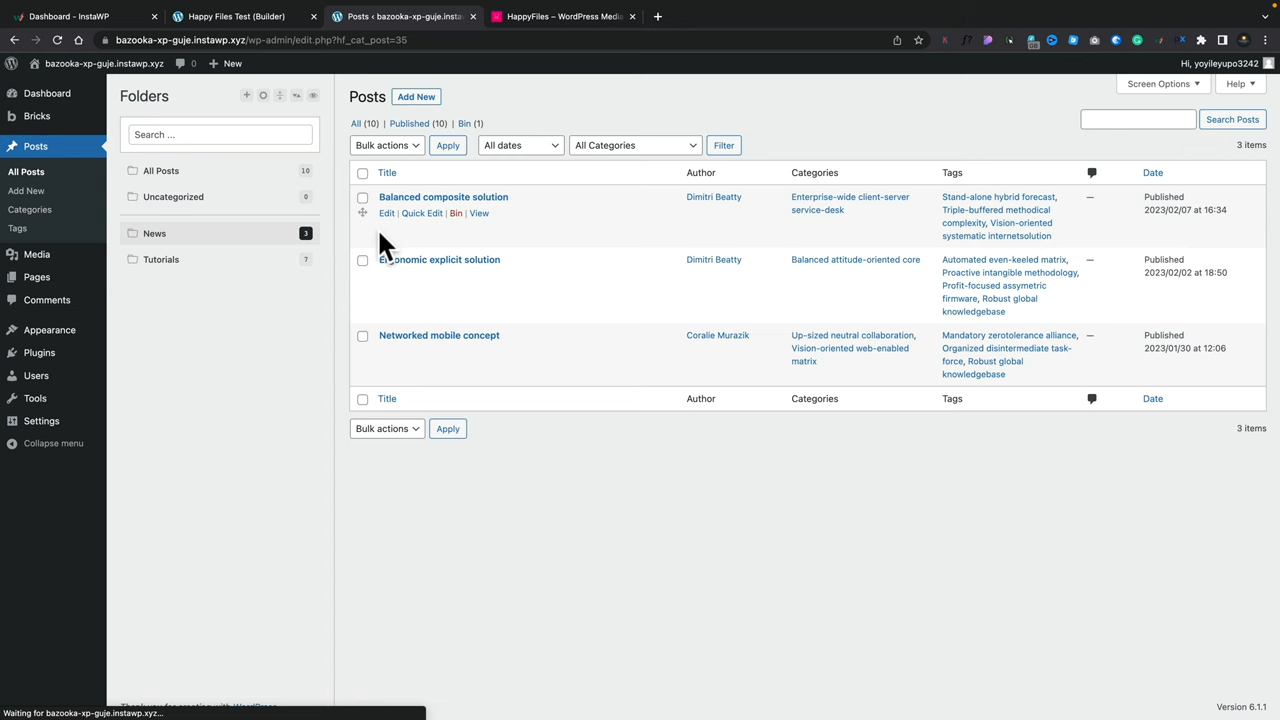 Dashboard - InstaWP
Happy Files Test (Builder)
Posts ‹ bazooka-xp-guje.insta
HappyFiles – WordPress Media
bazooka-xp-guje.instawp.xyz/wp-admin/edit.php?hf_cat_post=35
bazooka-xp-guje.instawp.xyz
0
New
Hi, yoyileyupo3242
Dashboard
Bricks
Posts
All Posts
Add New
Categories
Tags
Media
Pages
Comments
Appearance
Plugins
Users
Tools
Settings
Collapse menu
Folders
Search ...
All Posts 10
Uncategorized 0
News 3
Tutorials 7
Screen Options
Help
Posts
Add New
All (10) | Published (10) | Bin (1)
Search Posts
Bulk actions
Apply
All dates
All Categories
Filter
3 items
Title Author Categories Tags Date
Balanced composite solution
Edit | Quick Edit | Bin | View
Dimitri Beatty
Enterprise-wide client-server
service-desk
Stand-alone hybrid forecast,
Triple-buffered methodical
complexity, Vision-oriented
systematic internetsolution
—
Published
2023/02/07 at 16:34
explicit solution
Dimitri Beatty
Balanced attitude-oriented core
Automated even-keeled matrix,
Proactive intangible methodology,
Profit-focused assymetric
firmware, Robust global
knowledgebase
—
Published
2023/02/02 at 18:50
Networked mobile concept
Coralie Murazik
Up-sized neutral collaboration,
Vision-oriented web-enabled
matrix
Mandatory zerotolerance alliance,
Organized disintermediate task-
force, Robust global
knowledgebase
—
Published
2023/01/30 at 12:06
Title Author Categories Tags Date
Bulk actions
Apply
3 items
Version 6.1.1
Waiting for bazooka-xp-guje.instawp.xyz...